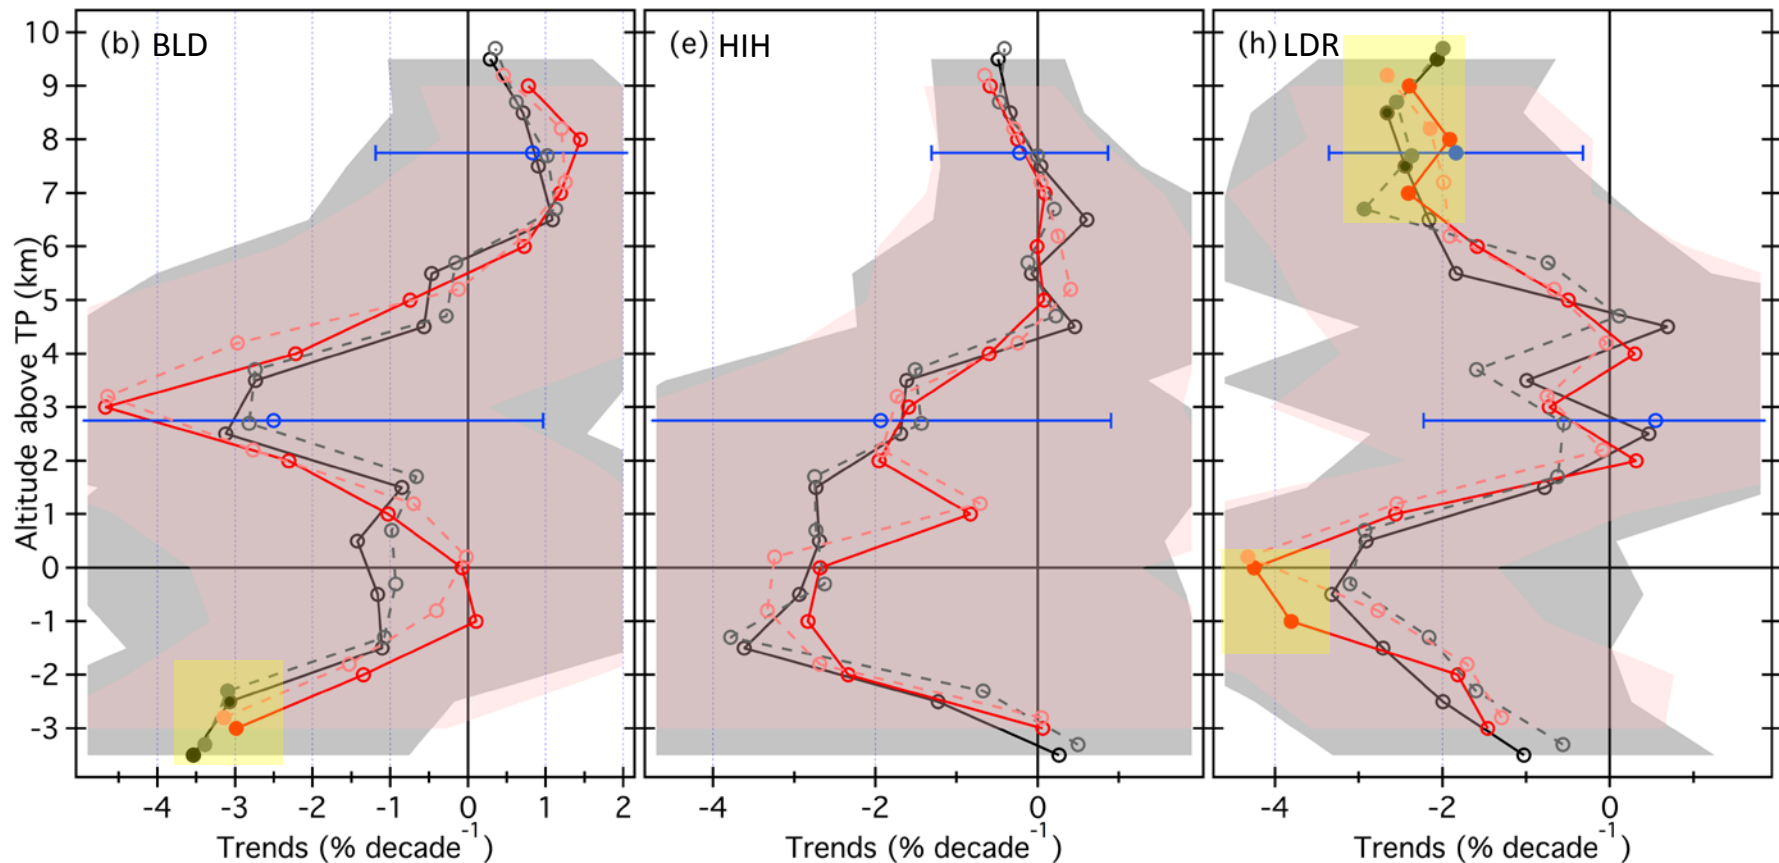 (b) BLD
(e) HIH
(h) LDR
Altitude above TP (km)
10
9
8
7
6
5
4
3
2
1
0
-1
-2
-3
-4 -3 -2 -1 0 1 2
-4 -2 0
-4 -2 0
Trends (% decade-1)
Trends (% decade-1)
Trends (% decade-1)